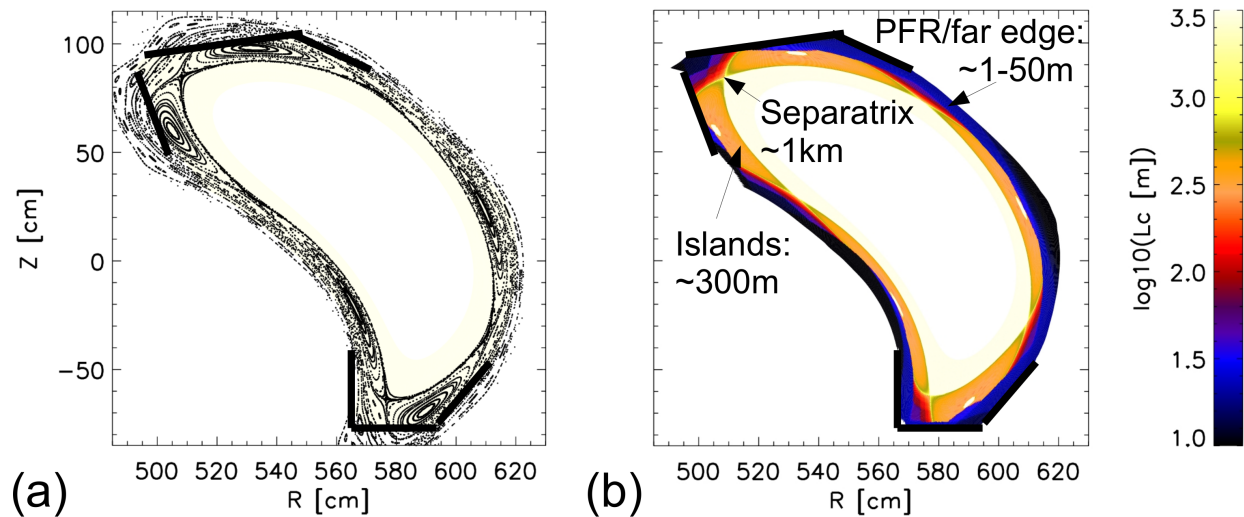 100
50
0
−50
Z [cm]
500 520 540 560 580 600 620
R [cm]
(a)
PFR/far edge:
~1-50m
Separatrix
~1km
Islands:
~300m
500 520 540 560 580 600 620
R [cm]
(b)
3.5
3.0
2.5
2.0
1.5
1.0
log10(Lc [m])